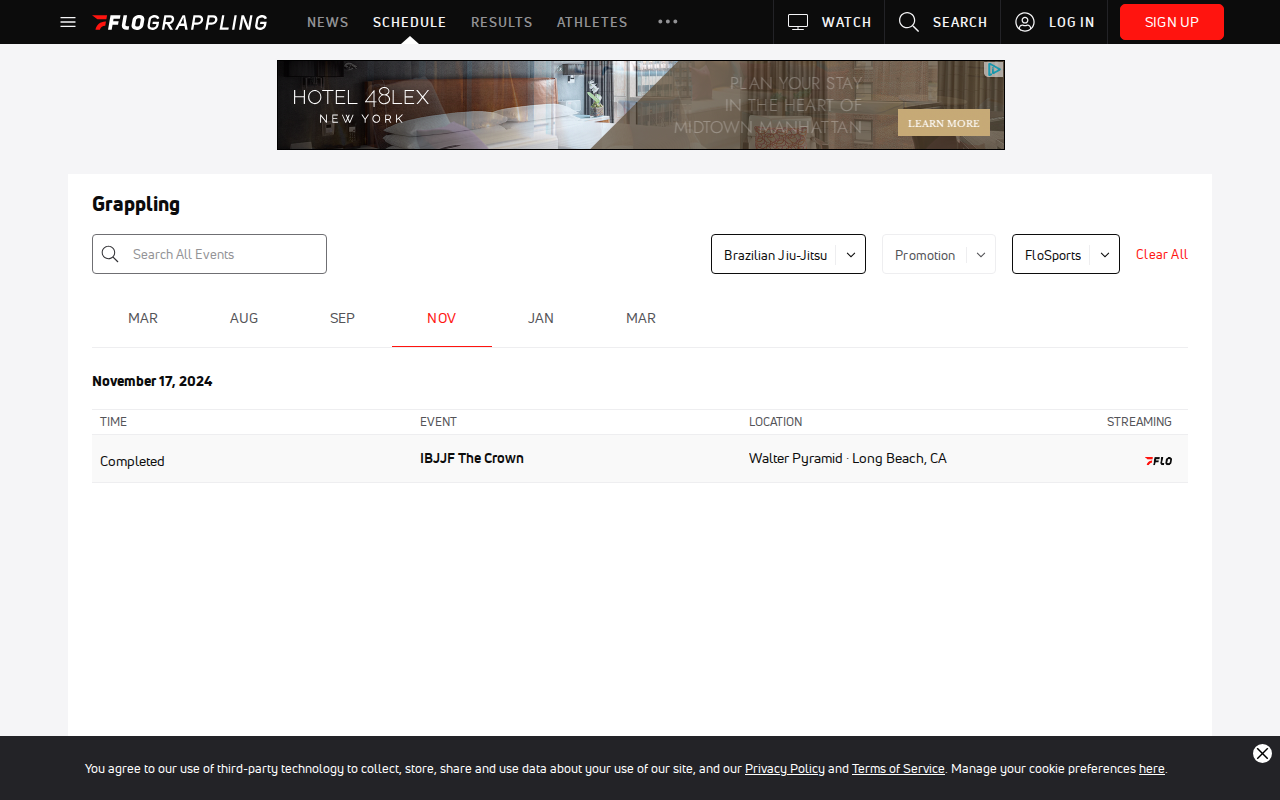 FLOGRAPPLING NEWS SCHEDULE RESULTS ATHLETES ••• WATCH SEARCH LOG IN SIGN UP
HOTEL 48LEX
NEW YORK
PLAN YOUR STAY
IN THE HEART OF
MIDTOWN MANHATTAN
LEARN MORE
Grappling
Search All Events Brazilian Jiu-Jitsu Promotion FloSports Clear All
MAR AUG SEP NOV JAN MAR
November 17, 2024
TIME EVENT LOCATION STREAMING
Completed IBJJF The Crown Walter Pyramid · Long Beach, CA FLO
You agree to our use of third-party technology to collect, store, share and use data about your use of our site, and our Privacy Policy and Terms of Service. Manage your cookie preferences here.